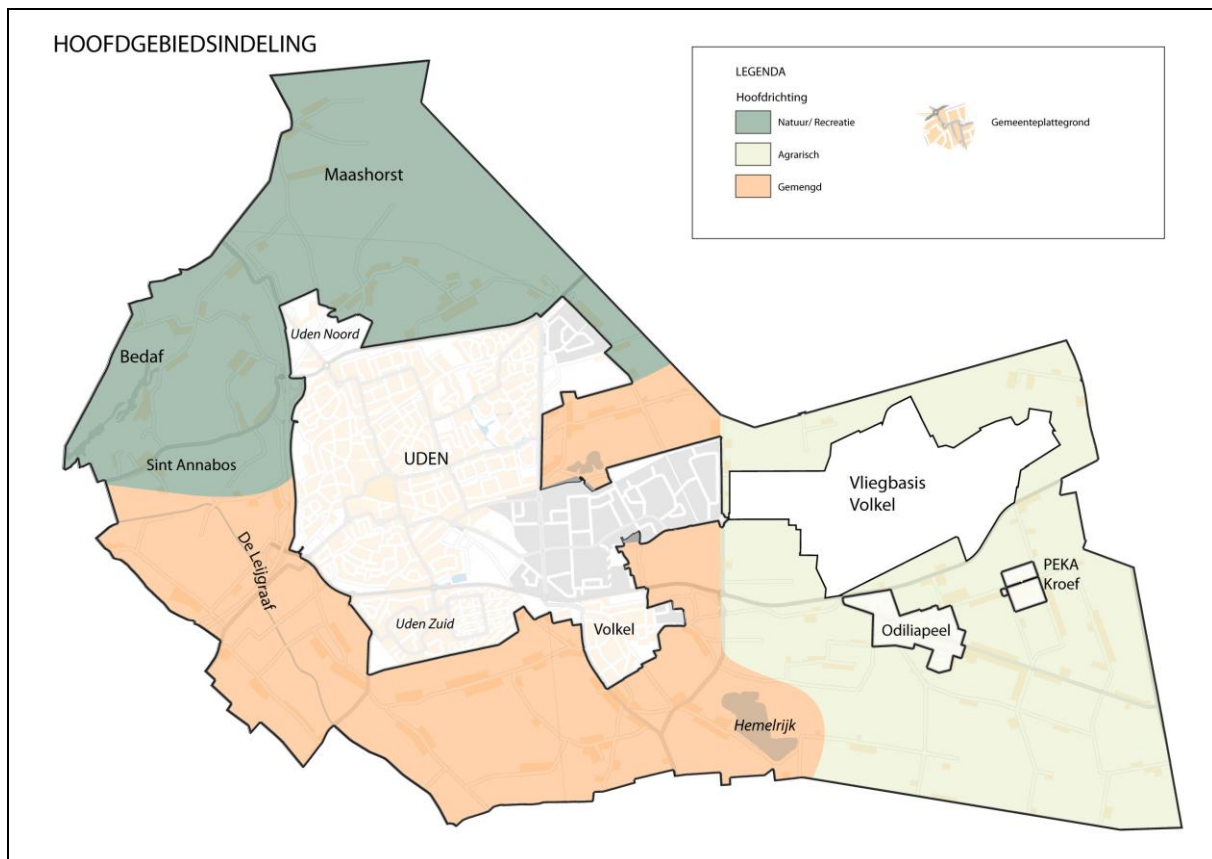 HOOFDGEBIEDSINDELING
LEGENDA
Hoofdrichting
Natuur/ Recreatie
Agrarisch
Gemengd
Gemeenteplattegrond
Maashorst
Uden Noord
Bedaf
Sint Annabos
UDEN
De Leijgraaf
Uden Zuid
Volkel
Vliegbasis
Volkel
PEKA
Kroef
Odiliapeel
Hemelrijk